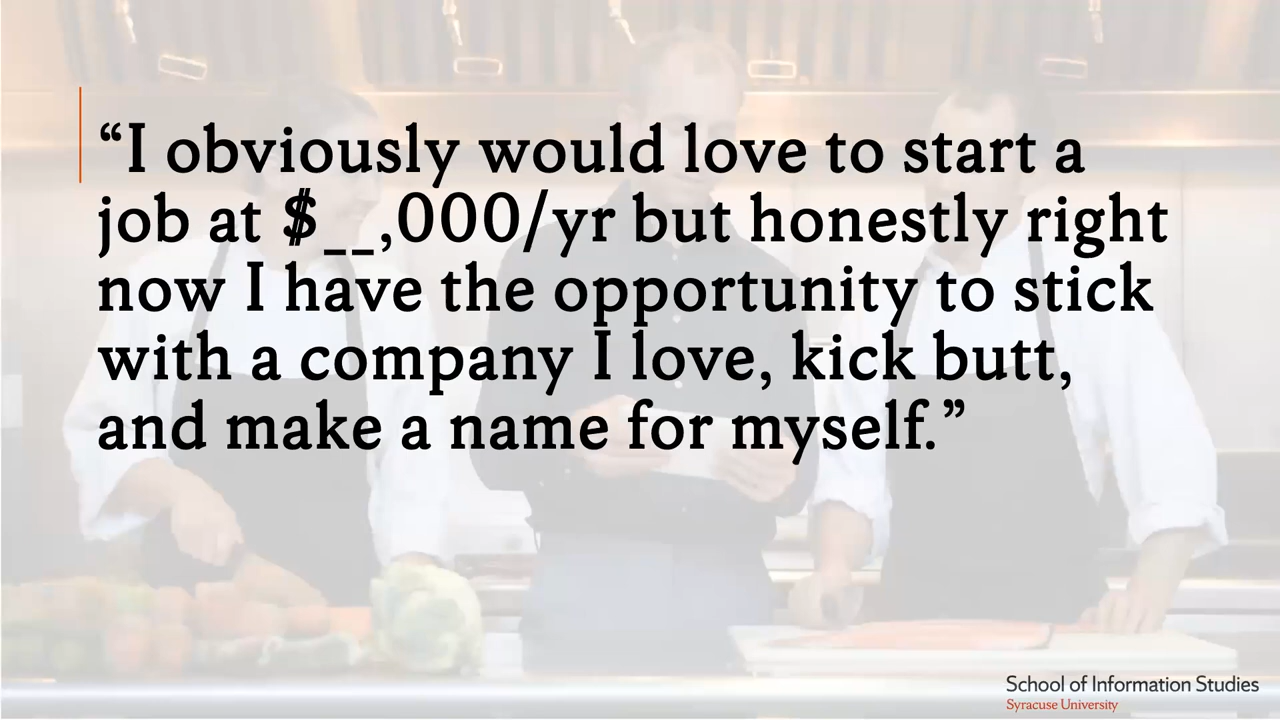 “I obviously would love to start a
job at $__,000/yr but honestly right
now I have the opportunity to stick
with a company I love, kick butt,
and make a name for myself.”
School of Information Studies
Syracuse University